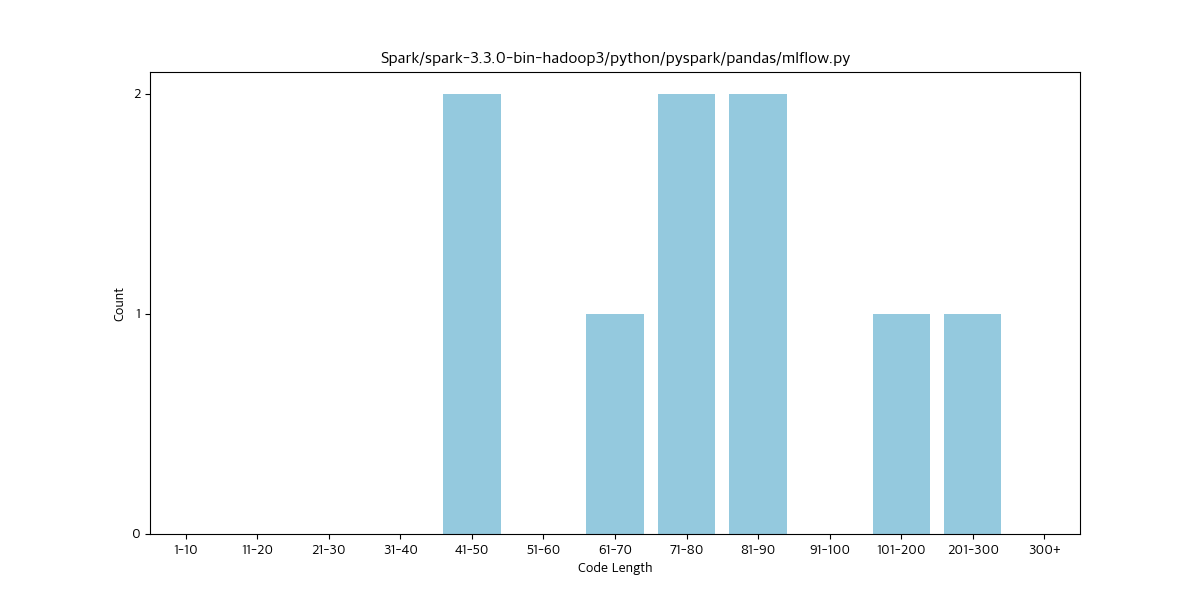 Spark/spark-3.3.0-bin-hadoop3/python/pyspark/pandas/mlflow.py
2
1
0
Count
1-10 11-20 21-30 31-40 41-50 51-60 61-70 71-80 81-90 91-100 101-200 201-300 300+
Code Length